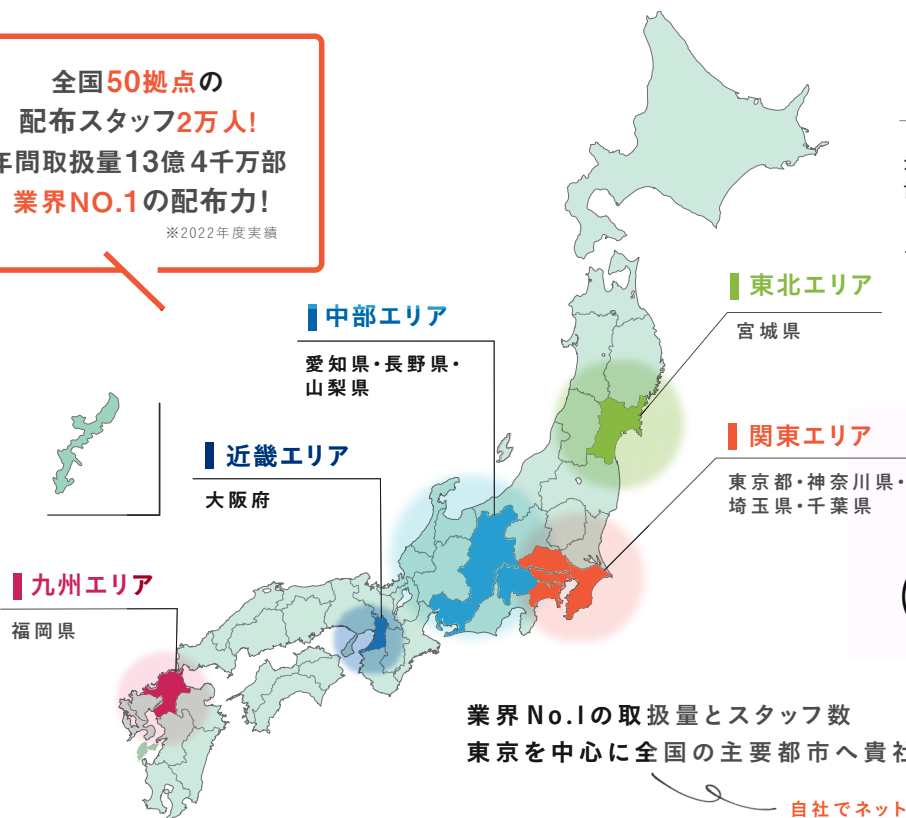 全国50拠点の
配布スタッフ2万人!
年間取扱量13億4千万部
業界NO.1の配布力!
※2022年度実績
東北エリア
宮城県
中部エリア
愛知県・長野県・
山梨県
関東エリア
東京都・神奈川県・
埼玉県・千葉県
近畿エリア
大阪府
九州エリア
福岡県
業界No.1の取扱量とスタッフ数
東京を中心に全国の主要都市へ貴社
自社でネット